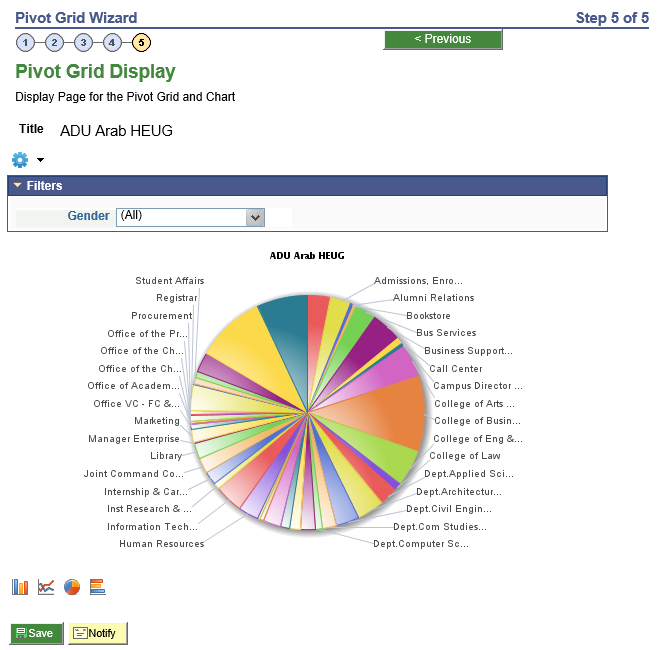 Pivot Grid Wizard
Step 5 of 5
1 2 3 4 5
< Previous
Pivot Grid Display
Display Page for the Pivot Grid and Chart
Title ADU Arab HEUG
Filters
Gender (All)
ADU Arab HEUG
Student Affairs
Registrar
Procurement
Office of the Pr...
Office of the Ch...
Office of the Ch...
Office of Academ...
Office VC - FC &...
Marketing
Manager Enterprise
Library
Joint Command Co...
Internship & Car...
Inst Research & ...
Information Tech...
Human Resources
Admissions, Enro...
Alumni Relations
Bookstore
Bus Services
Business Support...
Call Center
Campus Director ...
College of Arts ...
College of Busin...
College of Eng &...
College of Law
Dept.Applied Sci...
Dept.Architectur...
Dept.Civil Engin...
Dept.Com Studies...
Dept.Computer Sc...
Save
Notify